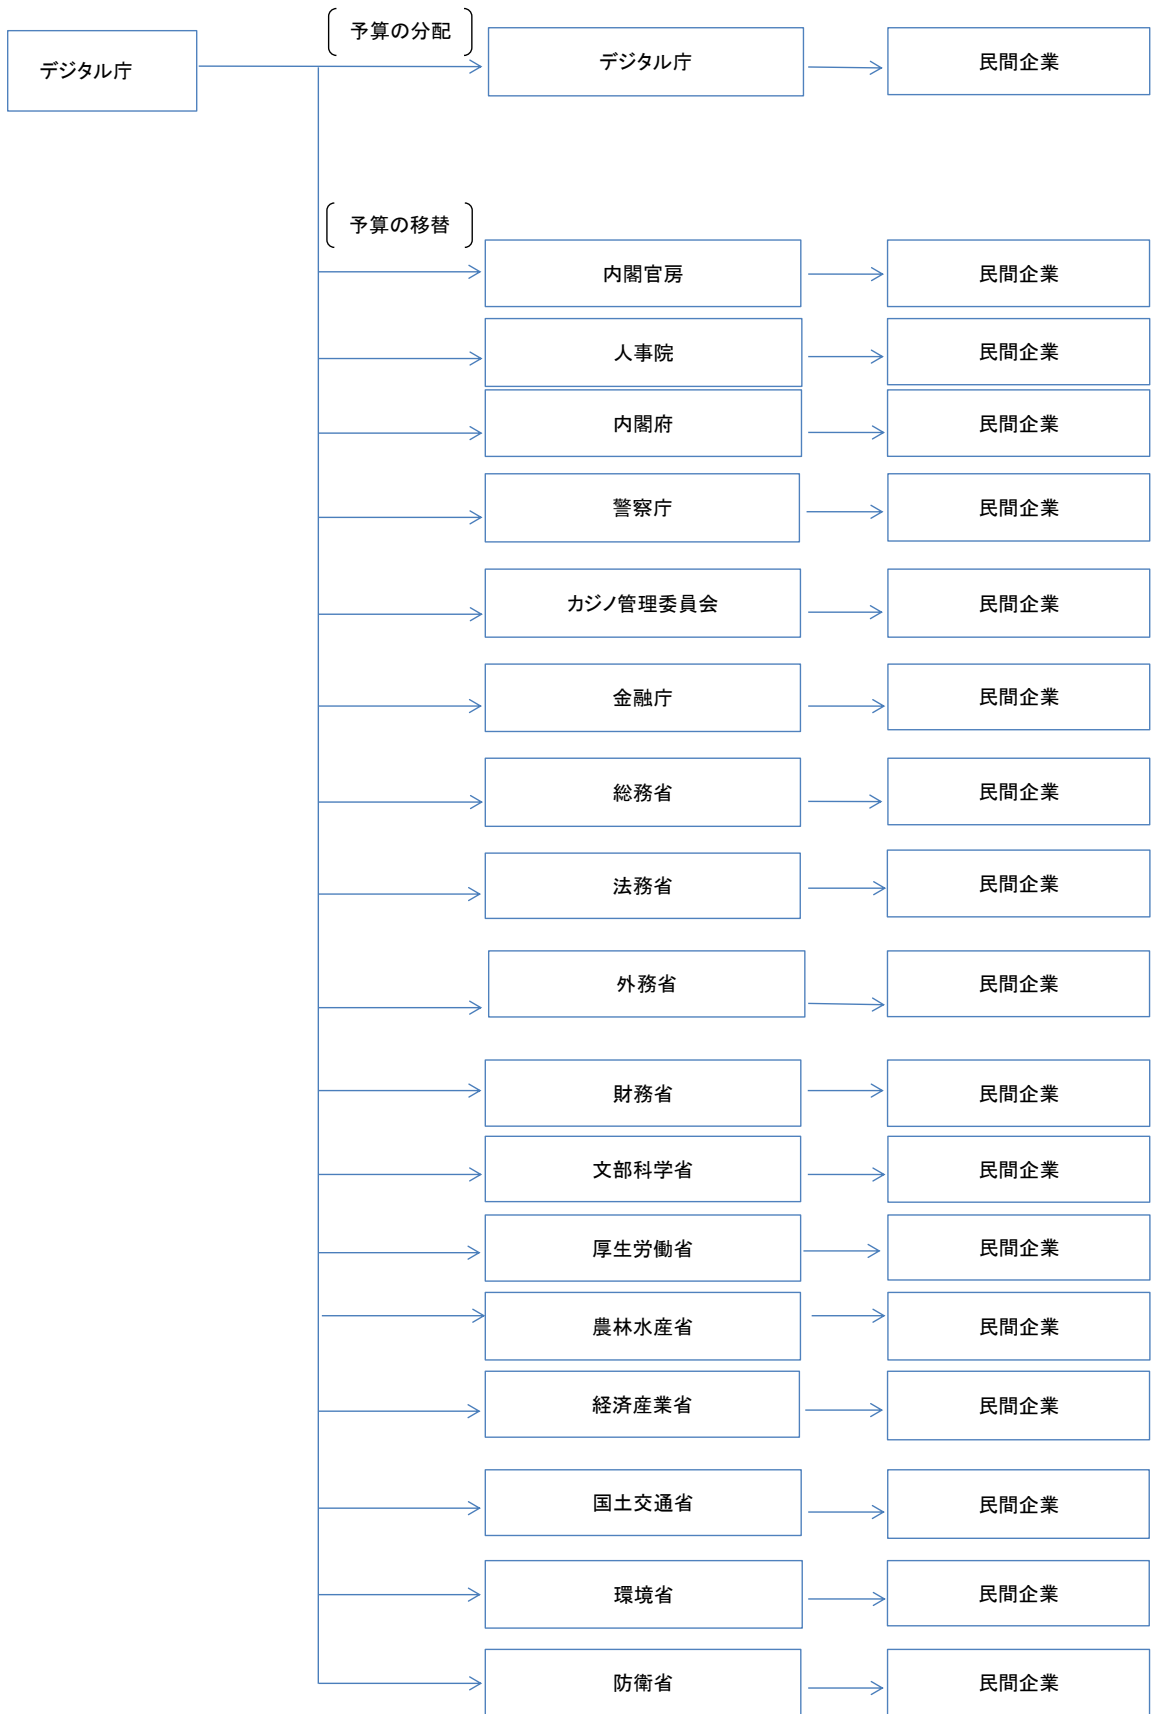 予算の分配
デジタル庁
デジタル庁
民間企業
予算の移替
内閣官房
民間企業
人事院
民間企業
内閣府
民間企業
警察庁
民間企業
カジノ管理委員会
民間企業
金融庁
民間企業
総務省
民間企業
法務省
民間企業
外務省
民間企業
財務省
民間企業
文部科学省
民間企業
厚生労働省
民間企業
農林水産省
民間企業
経済産業省
民間企業
国土交通省
民間企業
環境省
民間企業
防衛省
民間企業